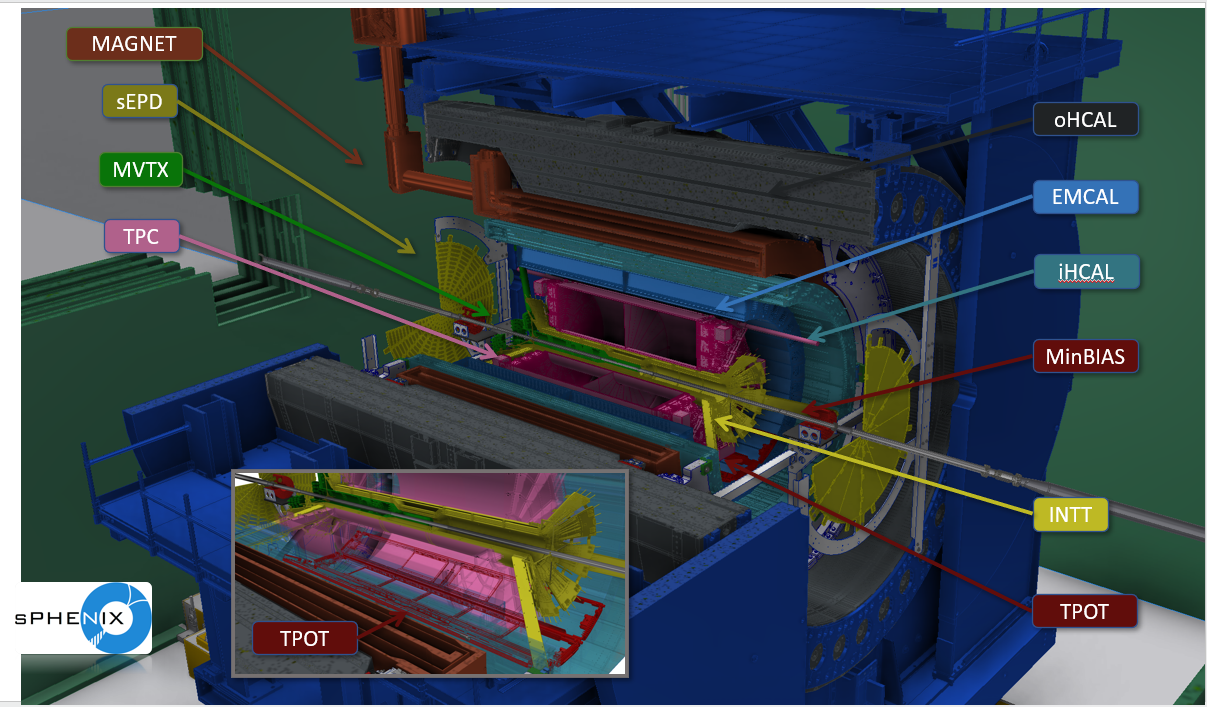 MAGNET
sEPD
MVTX
TPC
oHCAL
EMCAL
iHCAL
MinBIAS
INTT
TPOT
TPOT
sPHENIX